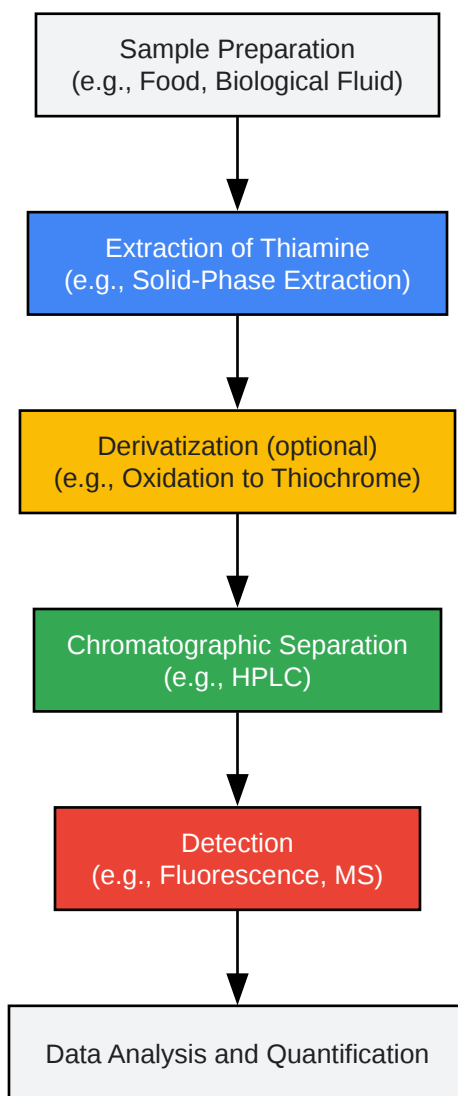 Sample Preparation
(e.g., Food, Biological Fluid)
Extraction of Thiamine
(e.g., Solid-Phase Extraction)
Derivatization (optional)
(e.g., Oxidation to Thiochrome)
Chromatographic Separation
(e.g., HPLC)
Detection
(e.g., Fluorescence, MS)
Data Analysis and Quantification